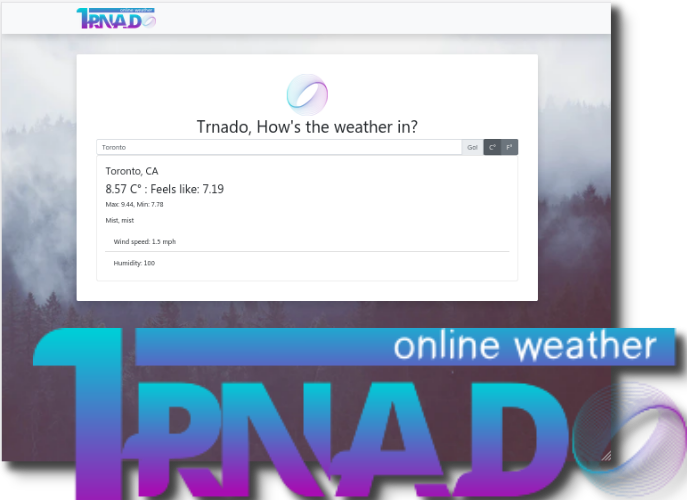 online weather
TRNADO
Trnado, How's the weather in?
Toronto
Go!
C°
F°
Toronto, CA
8.57 C° : Feels like: 7.19
Max: 9.44, Min: 7.78
Mist, mist
Wind speed: 1.5 mph
Humidity: 100
online weather
TRNADO